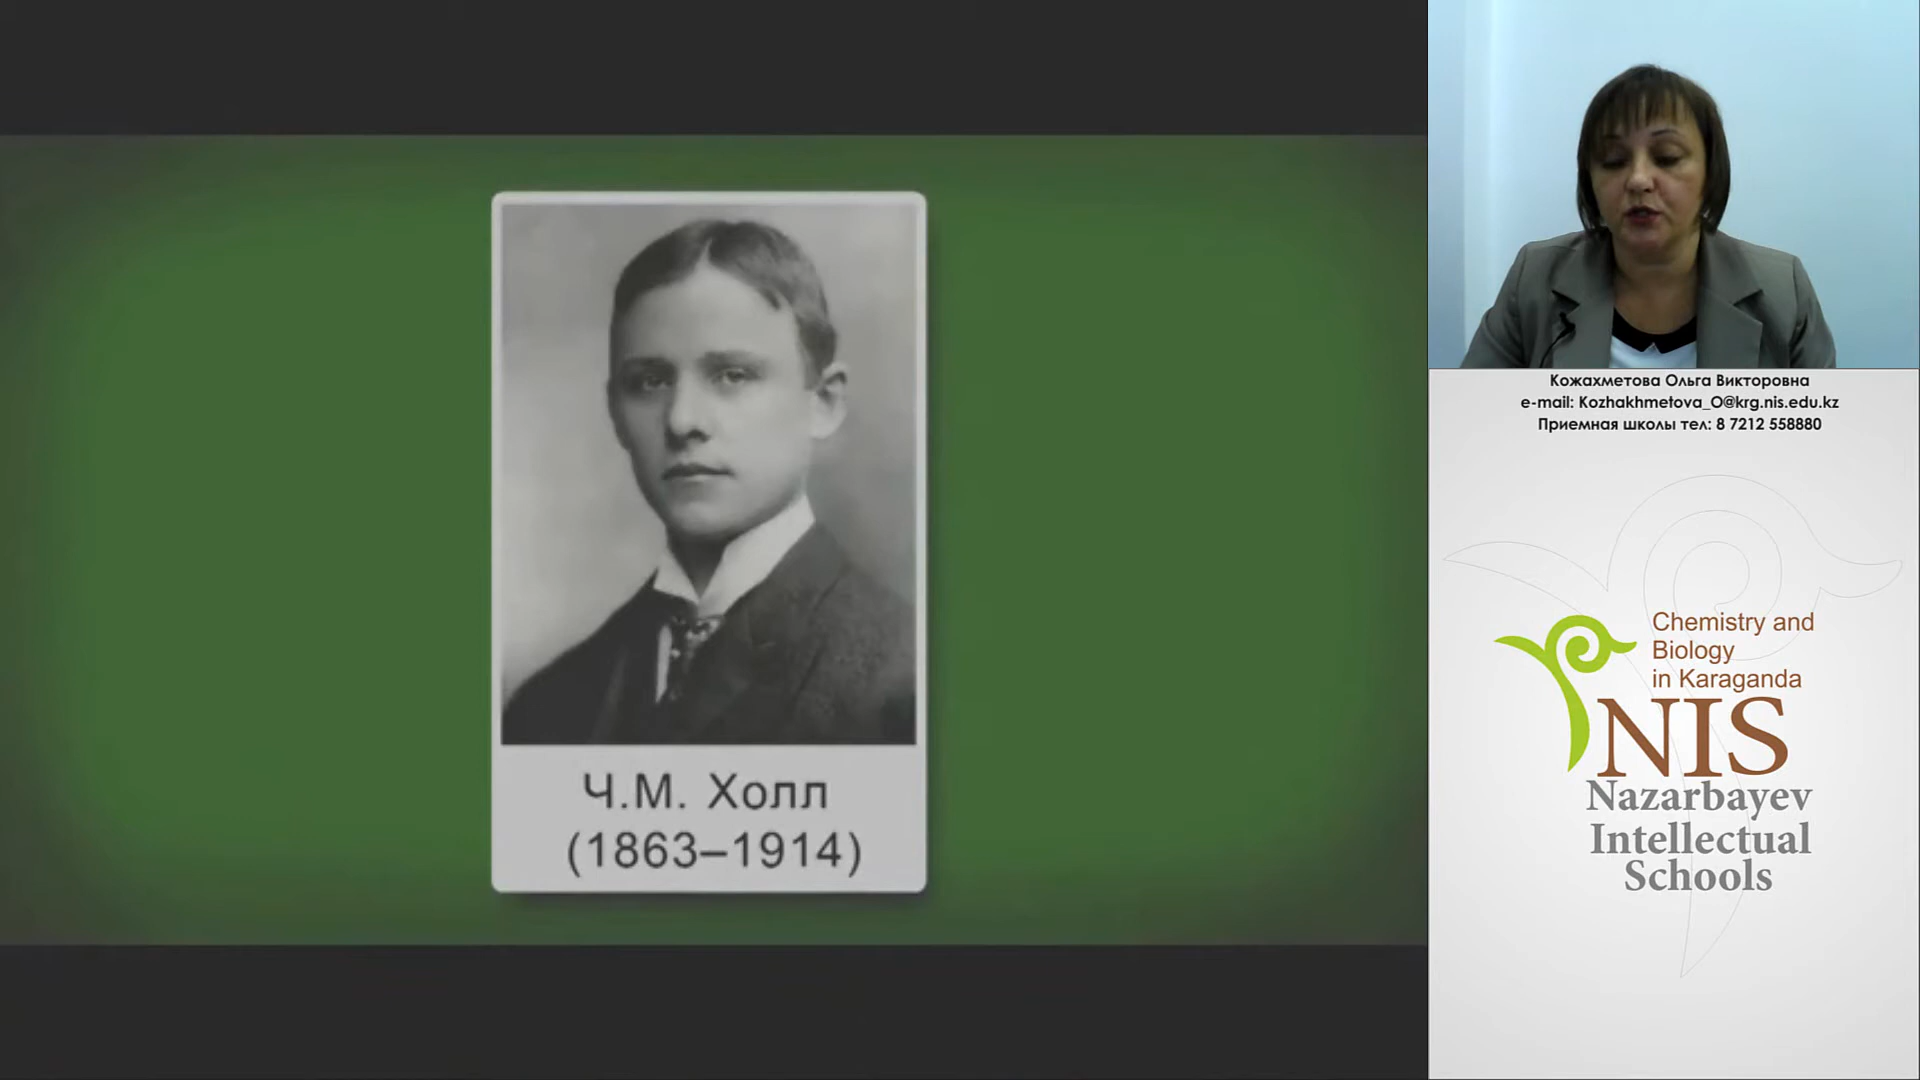 Ч.М. Холл
(1863–1914)
Кожахметова Ольга Викторовна
e-mail: Kozhakhmetova_O@krg.nis.edu.kz
Приемная школы тел: 8 7212 558880
Chemistry and
Biology
in Karaganda
NIS
Nazarbayev
Intellectual
Schools